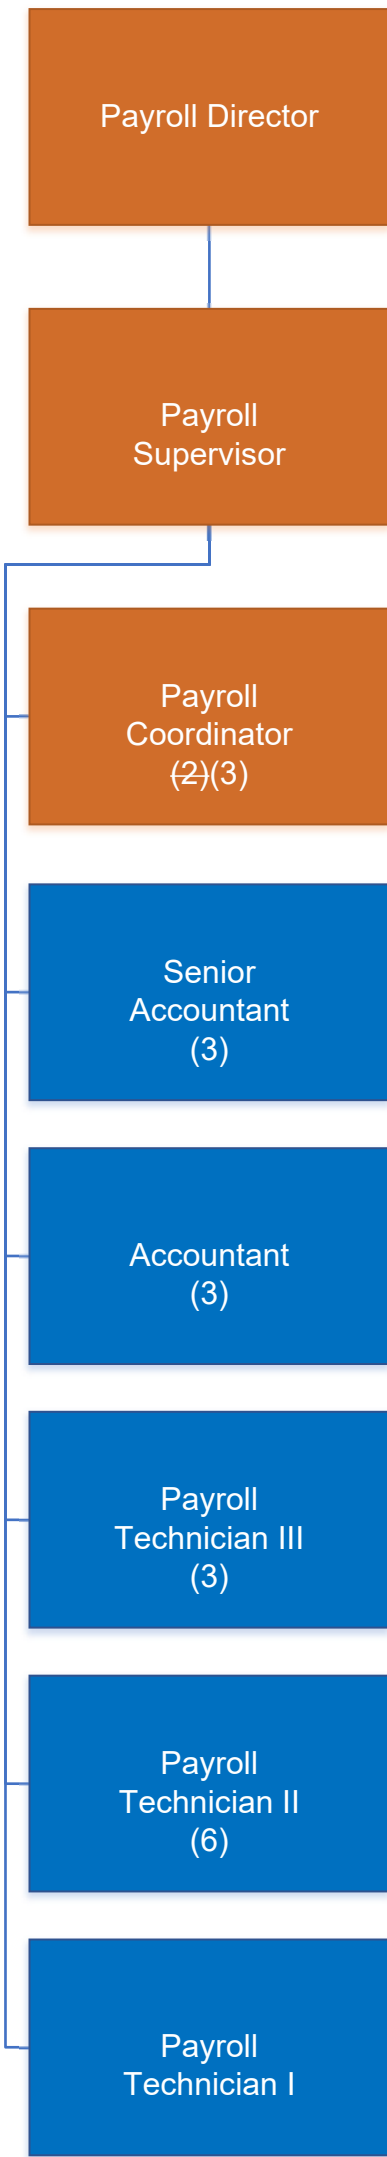 Payroll Director
Payroll
Supervisor
Payroll
Coordinator
(2)(3)
Senior
Accountant
(3)
Accountant
(3)
Payroll
Technician III
(3)
Payroll
Technician II
(6)
Payroll
Technician I